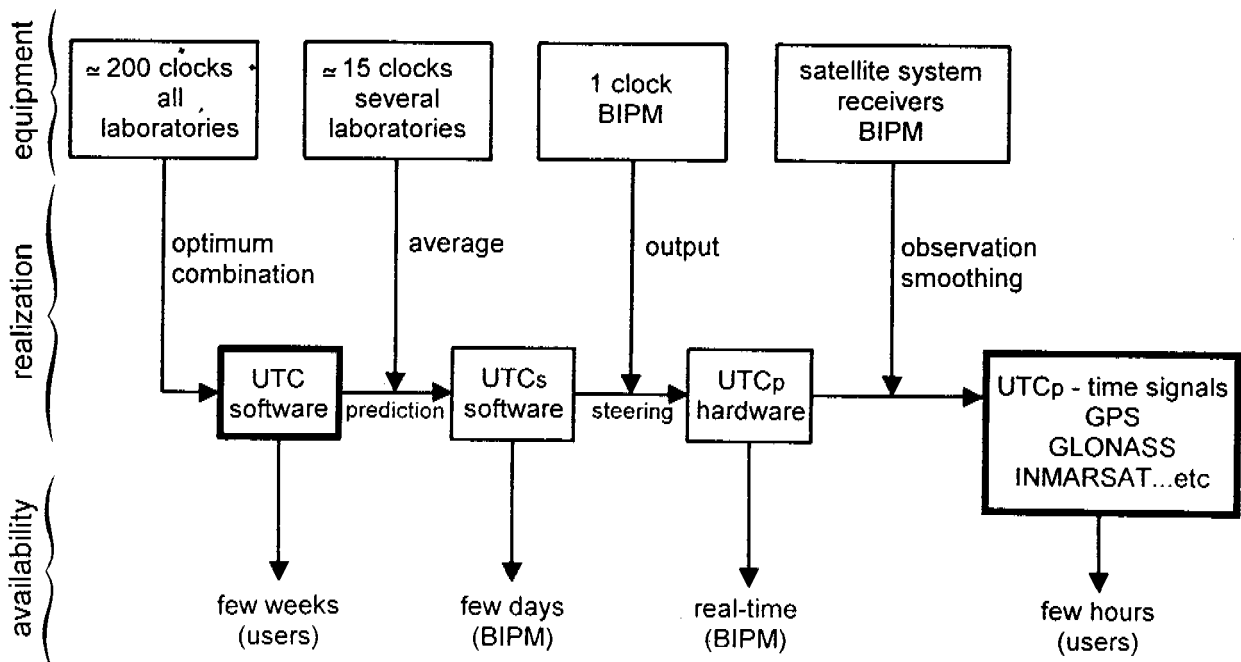 equipment
≃ 200 clocks
all
laboratories
≃ 15 clocks
several
laboratories
1 clock
BIPM
satellite system
receivers
BIPM
realization
optimum
combination
average
output
observation
smoothing
UTC
software
prediction
UTCs
software
steering
UTCp
hardware
UTCp - time signals
GPS
GLONASS
INMARSAT...etc
availability
few weeks
(users)
few days
(BIPM)
real-time
(BIPM)
few hours
(users)